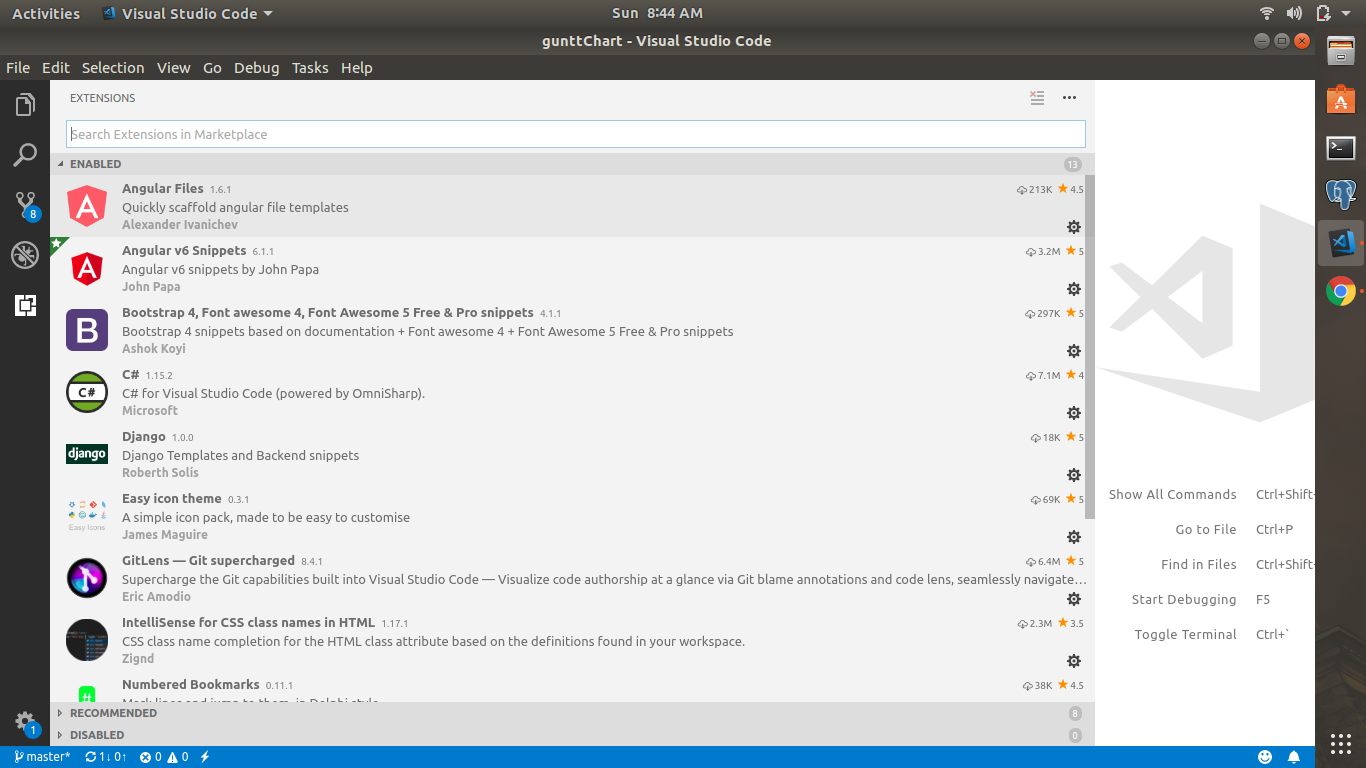 Activities Visual Studio Code Sun 8:44 AM
gunttChart - Visual Studio Code
File Edit Selection View Go Debug Tasks Help
EXTENSIONS
Search Extensions in Marketplace
ENABLED 13
Angular Files 1.6.1 213K 4.5
Quickly scaffold angular file templates
Alexander Ivanichev
Angular v6 Snippets 6.1.1 3.2M 5
Angular v6 snippets by John Papa
John Papa
Bootstrap 4, Font awesome 4, Font Awesome 5 Free & Pro snippets 4.1.1 297K 5
Bootstrap 4 snippets based on documentation + Font awesome 4 + Font Awesome 5 Free & Pro snippets
Ashok Koyi
B
C# 1.15.2 7.1M 4
C# for Visual Studio Code (powered by OmniSharp).
Microsoft
C#
Django 1.0.0 18K 5
Django Templates and Backend snippets
Roberth Solís
django
Easy icon theme 0.3.1 69K 5
A simple icon pack, made to be easy to customise
James Maguire
Easy Icons
GitLens — Git supercharged 8.4.1 6.4M 5
Supercharge the Git capabilities built into Visual Studio Code — Visualize code authorship at a glance via Git blame annotations and code lens, seamlessly navigate…
Eric Amodio
IntelliSense for CSS class names in HTML 1.17.1 2.3M 3.5
CSS class name completion for the HTML class attribute based on the definitions found in your workspace.
Zignd
Numbered Bookmarks 0.11.1 38K 4.5
Mark lines and jump to them, in Delphi style
#
RECOMMENDED 8
DISABLED 0
8
1
Show All Commands Ctrl+Shift+
Go to File Ctrl+P
Find in Files Ctrl+Shift+
Start Debugging F5
Toggle Terminal Ctrl+`
master* 1↓ 0↑ 0 0